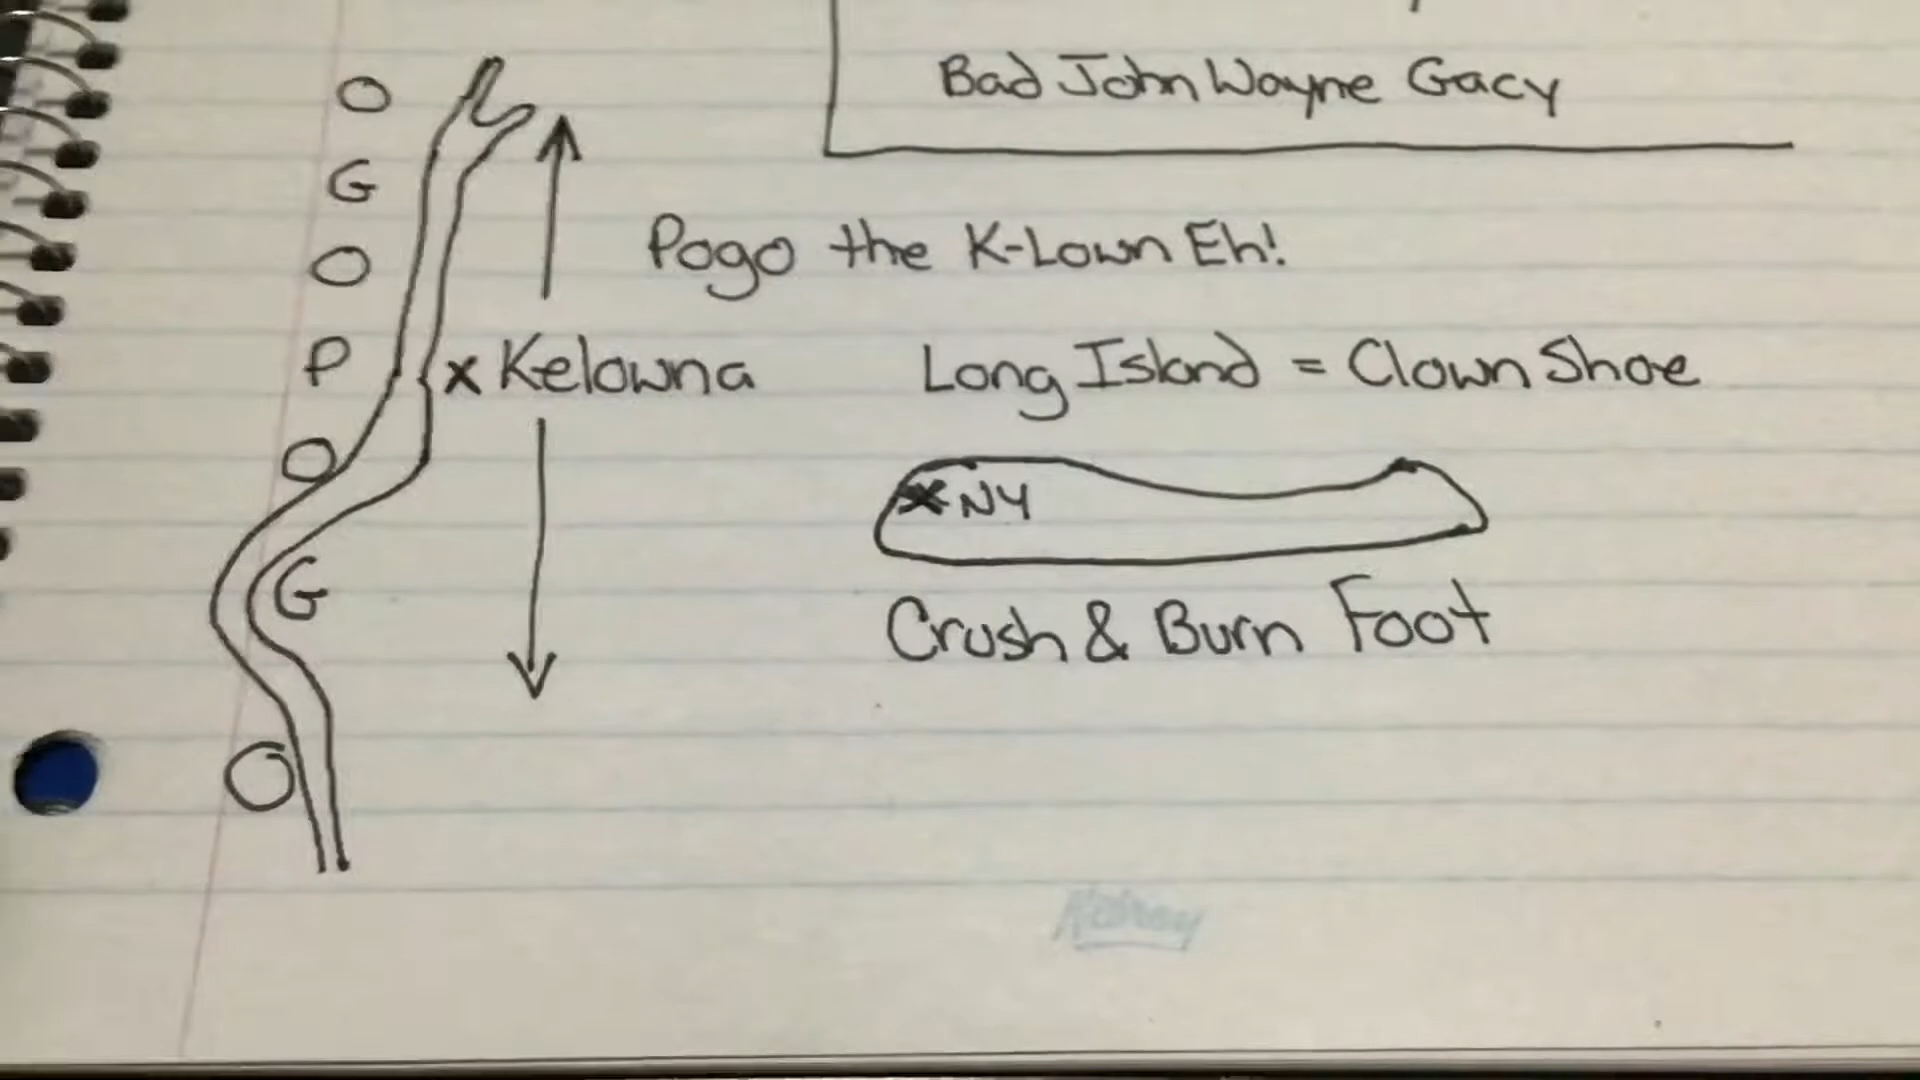 Bad John Wayne Gacy
O
G
O
P
O
G
O
Pogo the K-Lown Eh!
x Kelowna
Long Island = Clown Shoe
x NY
Crush & Burn Foot